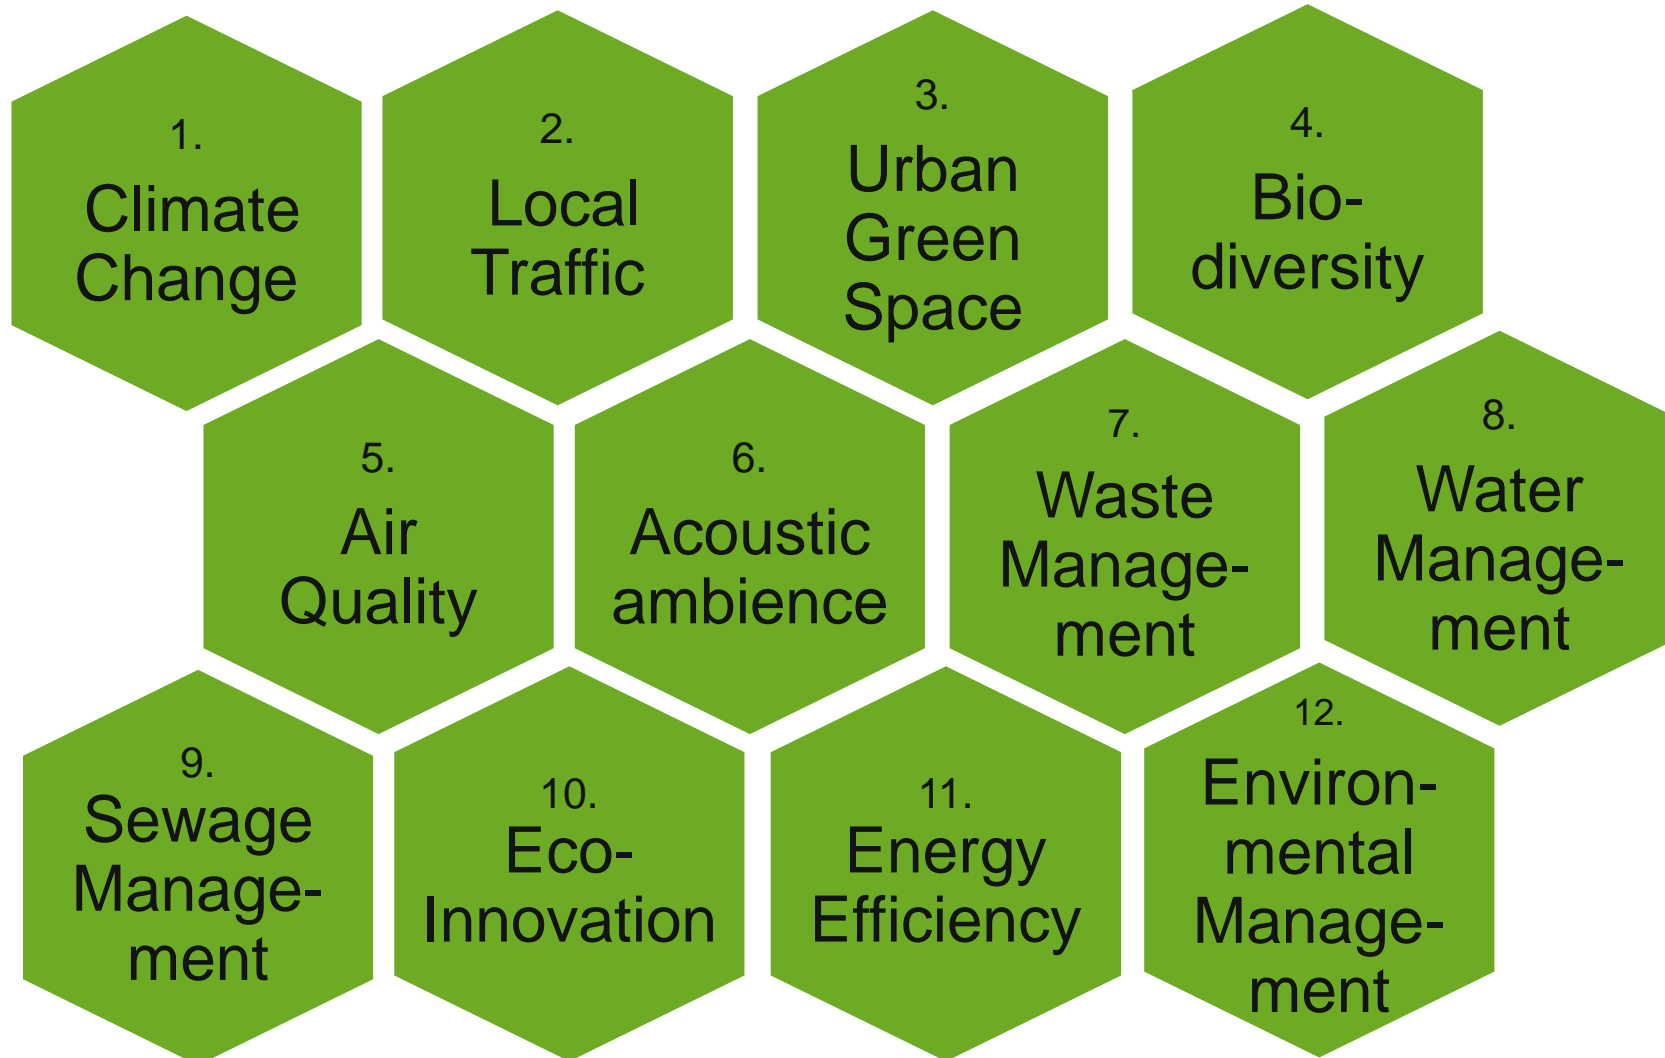 1.
Climate
Change
2.
Local
Traffic
3.
Urban
Green
Space
4.
Bio-
diversity
5.
Air
Quality
6.
Acoustic
ambience
7.
Waste
Manage-
ment
8.
Water
Manage-
ment
9.
Sewage
Manage-
ment
10.
Eco-
Innovation
11.
Energy
Efficiency
12.
Environ-
mental
Manage-
ment